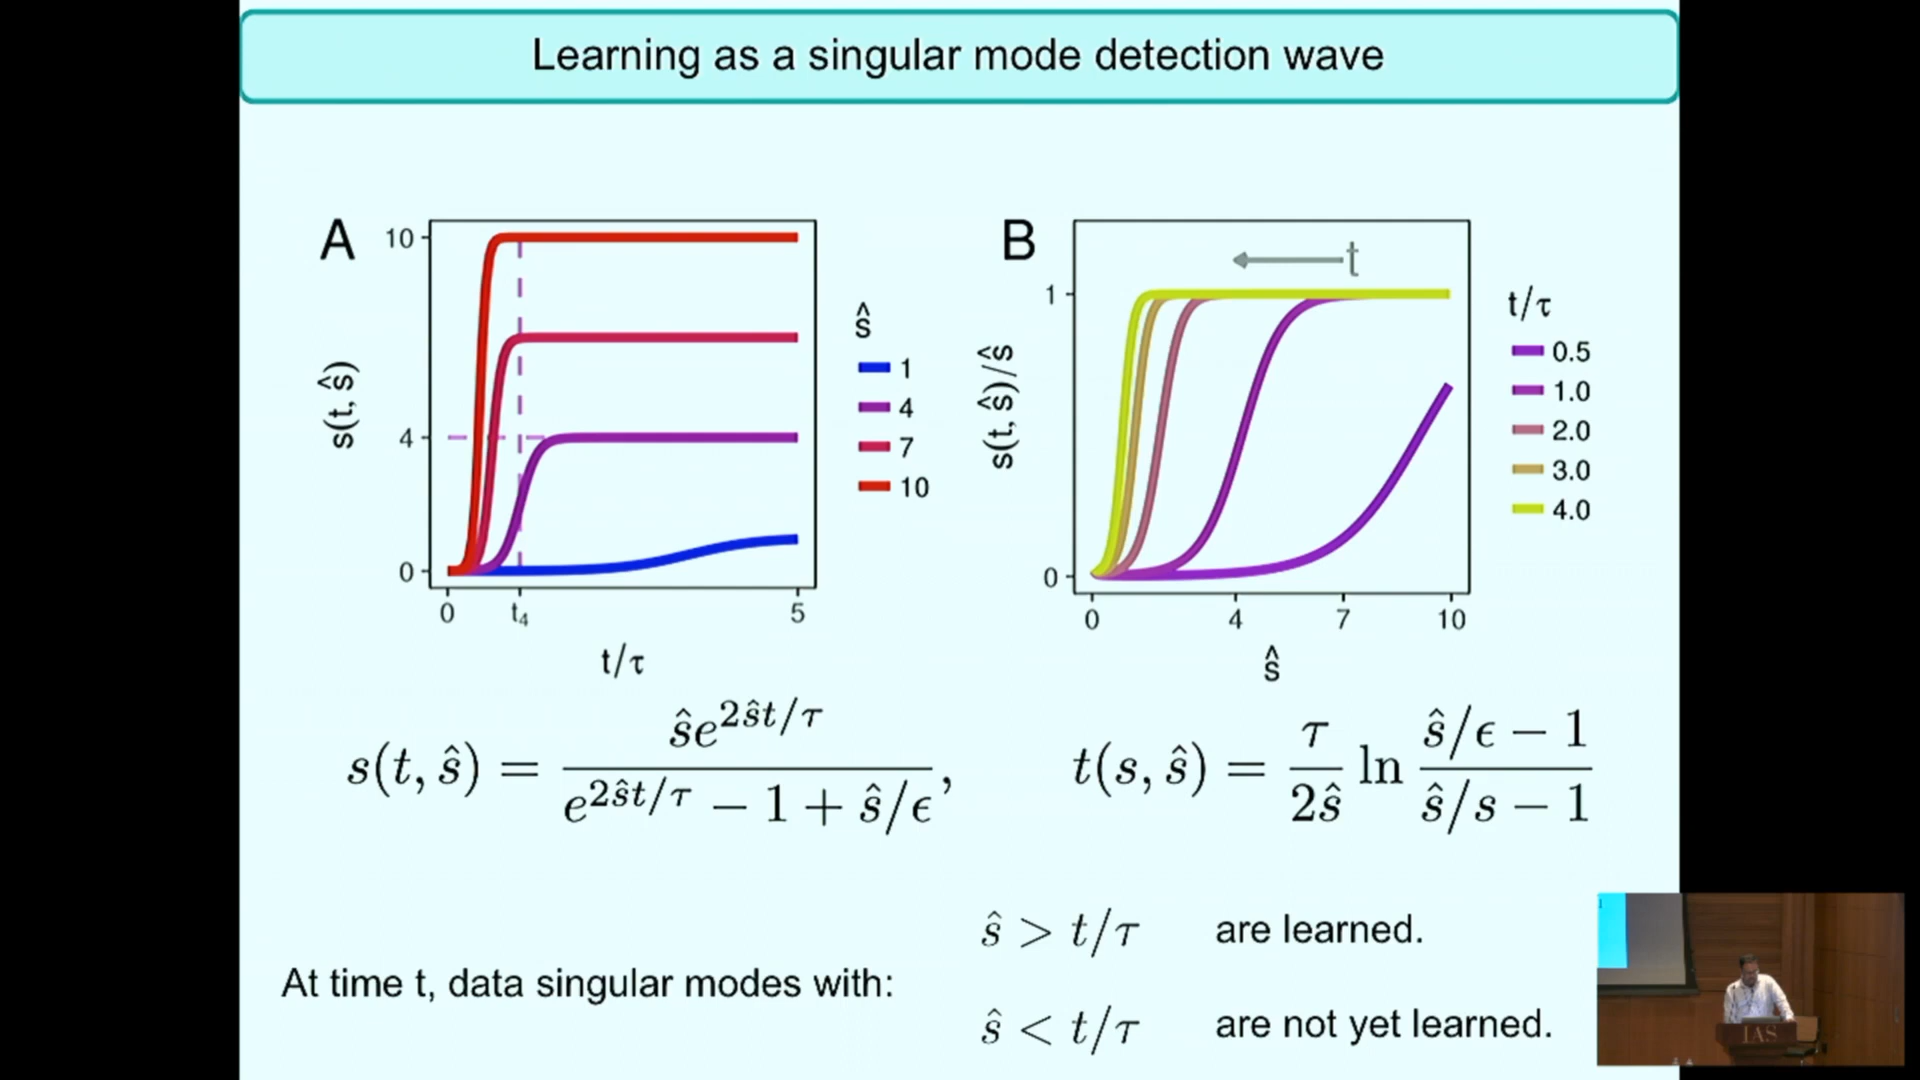 Learning as a singular mode detection wave
A
10
4
0
s(t, ŝ)
0
t₄
5
t/τ
ŝ
1
4
7
10
B
t
1
0
s(t, ŝ)/ŝ
0
4
7
10
ŝ
t/τ
0.5
1.0
2.0
3.0
4.0
s(t, ŝ) = ŝe^{2ŝt/τ} / (e^{2ŝt/τ} − 1 + ŝ/ϵ),
t(s, ŝ) = τ/2ŝ ln (ŝ/ϵ − 1)/(ŝ/s − 1)
At time t, data singular modes with:
ŝ > t/τ are learned.
ŝ < t/τ are not yet learned.
IAS